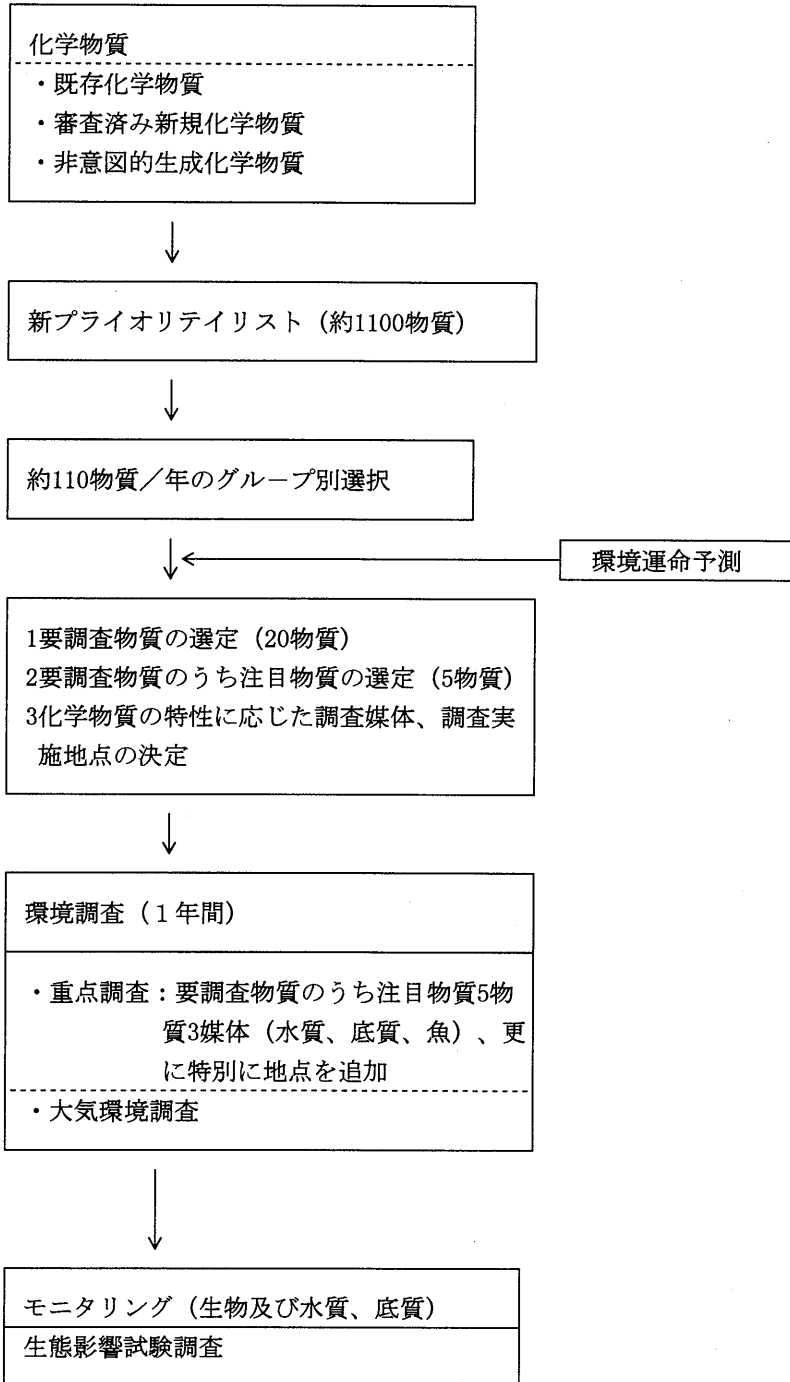 化学物質
・既存化学物質
・審査済み新規化学物質
・非意図的生成化学物質
新プライオリテイリスト（約1100物質）
約110物質／年のグループ別選択
環境運命予測
1要調査物質の選定（20物質）
2要調査物質のうち注目物質の選定（5物質）
3化学物質の特性に応じた調査媒体、調査実
施地点の決定
環境調査（１年間）
・重点調査：要調査物質のうち注目物質5物
質3媒体（水質、底質、魚）、更
に特別に地点を追加
・大気環境調査
モニタリング（生物及び水質、底質）
生態影響試験調査